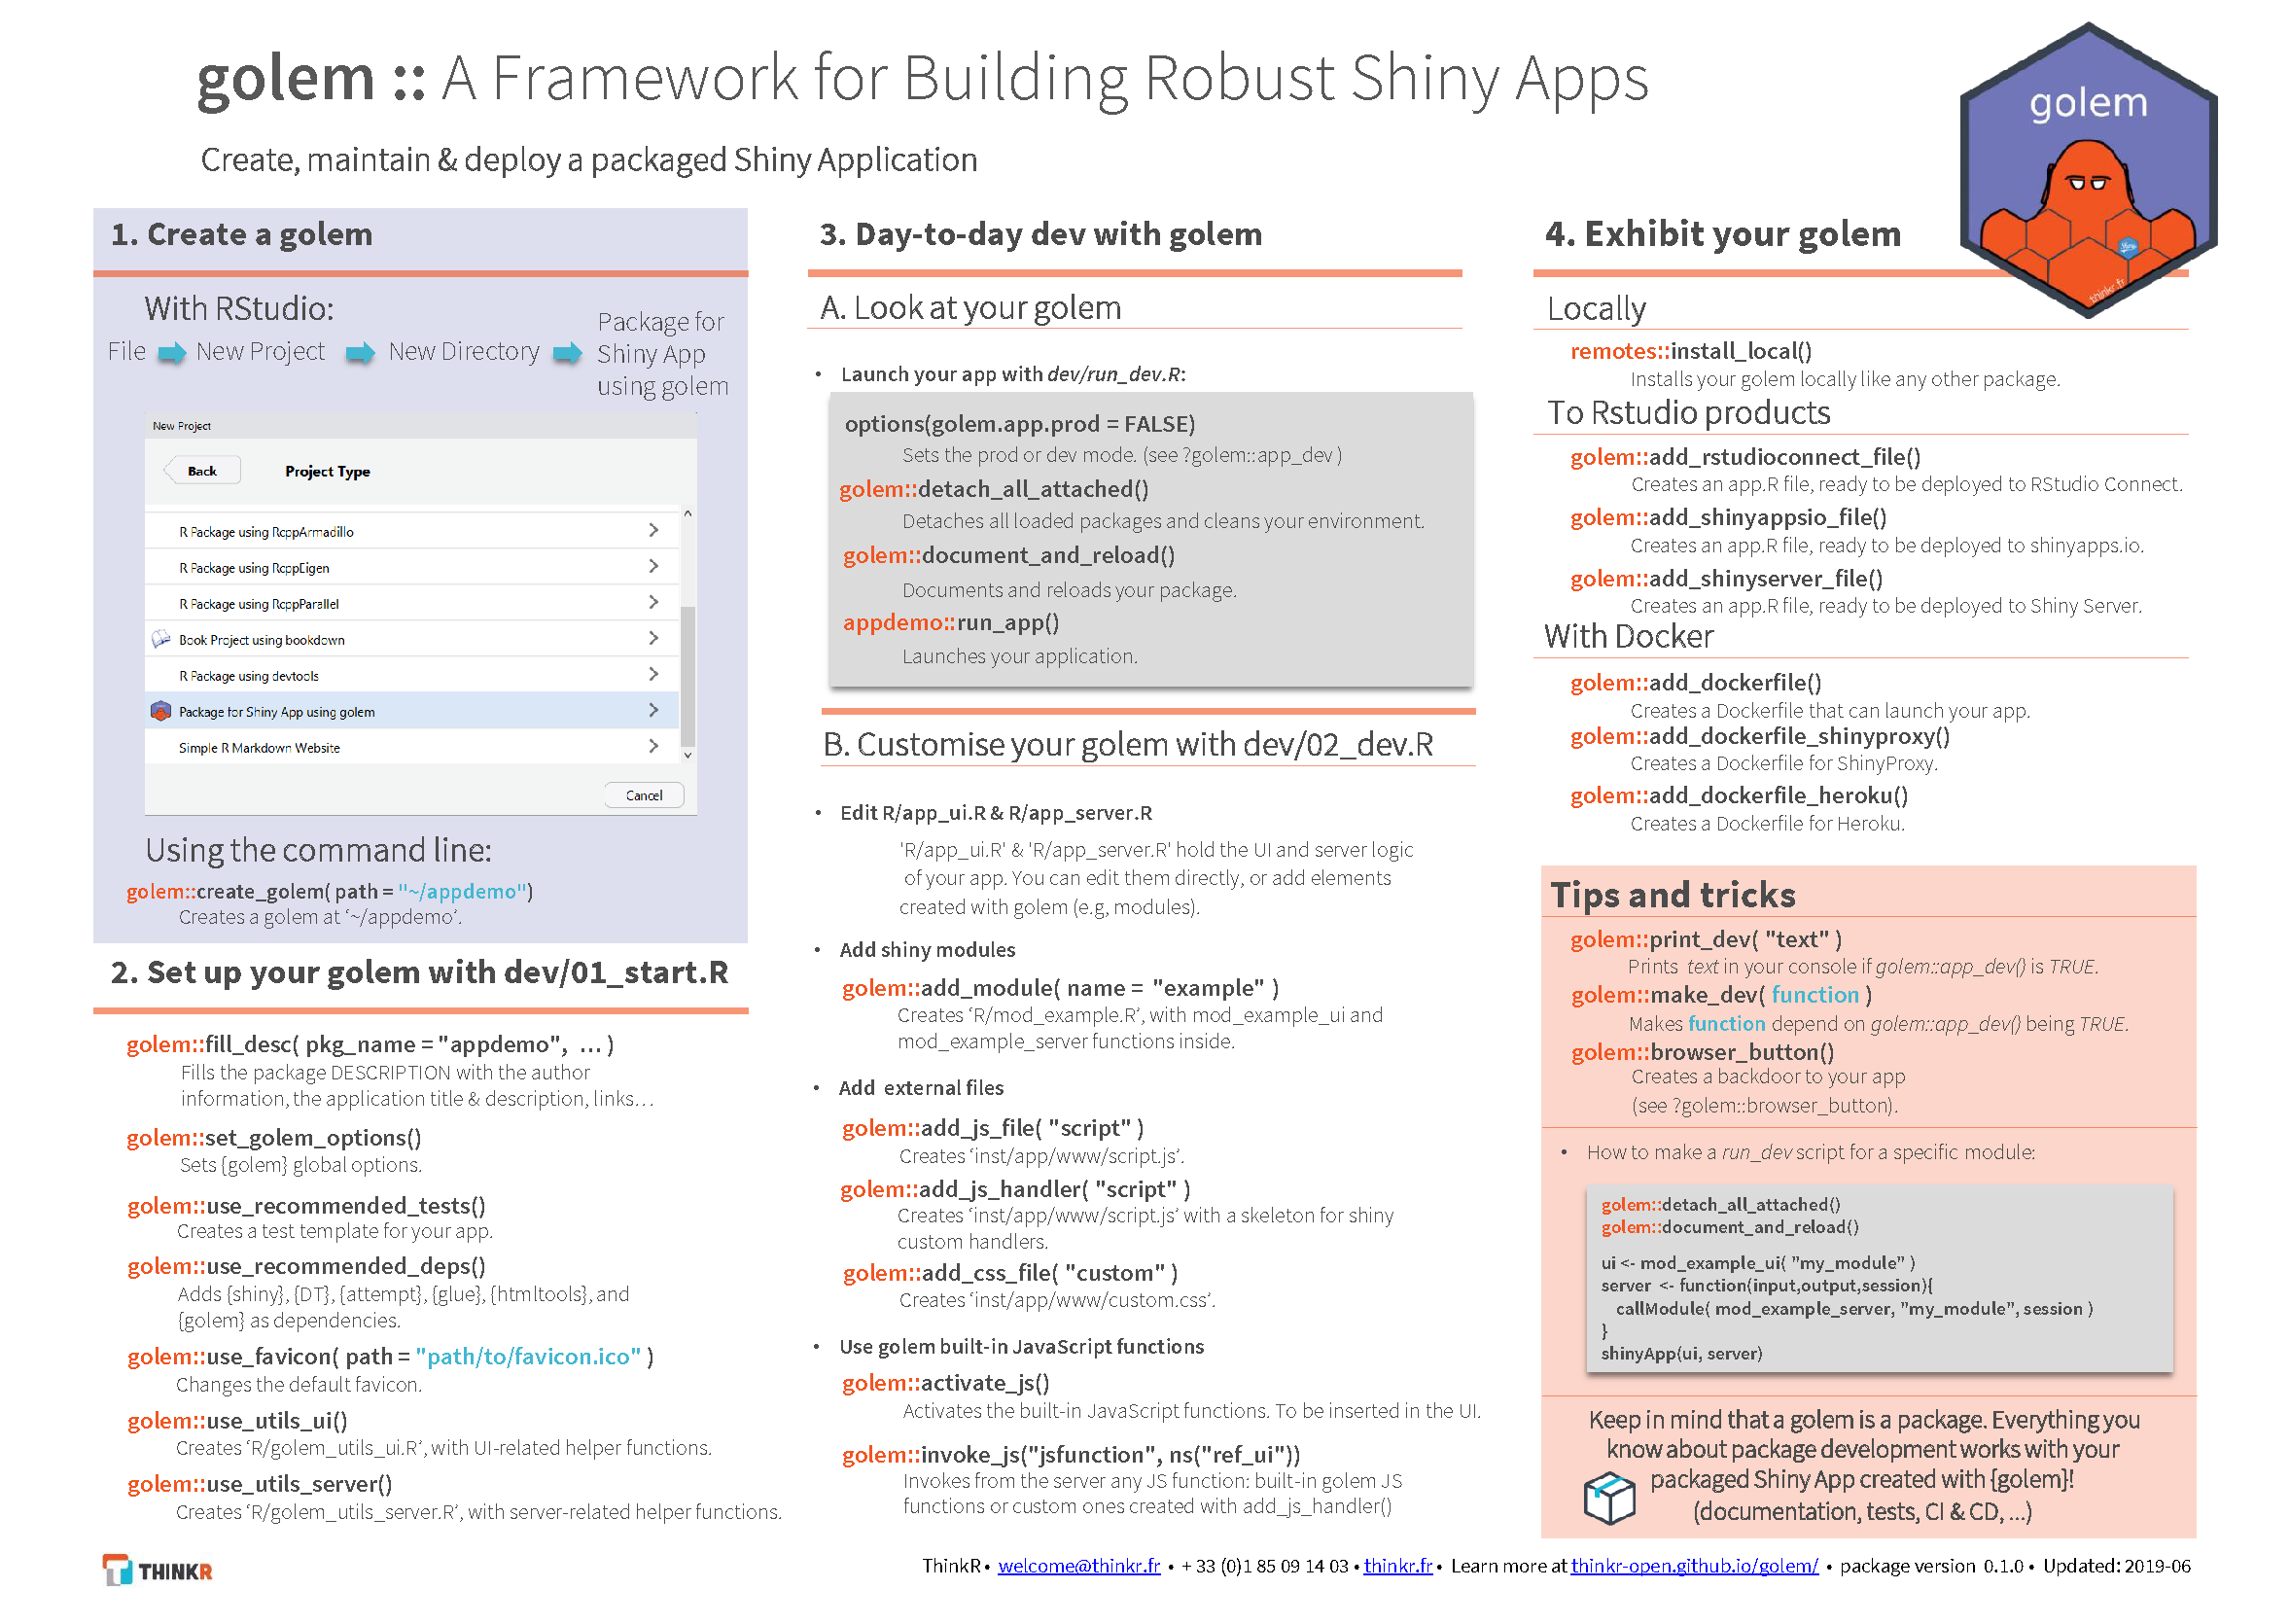 golem :: A Framework for Building Robust Shiny Apps
Create, maintain & deploy a packaged Shiny Application
golem
thinkr.fr
1. Create a golem
With RStudio:
File
New Project
New Directory
Package for
Shiny App
using golem
New Project
Back
Project Type
R Package using RcppArmadillo
R Package using RcppEigen
R Package using RcppParallel
Book Project using bookdown
R Package using devtools
Package for Shiny App using golem
Simple R Markdown Website
Cancel
Using the command line:
golem::create_golem( path = "~/appdemo")
Creates a golem at ‘~/appdemo’.
2. Set up your golem with dev/01_start.R
golem::fill_desc( pkg_name = "appdemo", ... )
Fills the package DESCRIPTION with the author
information, the application title & description, links…
golem::set_golem_options()
Sets {golem} global options.
golem::use_recommended_tests()
Creates a test template for your app.
golem::use_recommended_deps()
Adds {shiny}, {DT}, {attempt}, {glue}, {htmltools}, and
{golem} as dependencies.
golem::use_favicon( path = "path/to/favicon.ico" )
Changes the default favicon.
golem::use_utils_ui()
Creates ‘R/golem_utils_ui.R’, with UI-related helper functions.
golem::use_utils_server()
Creates ‘R/golem_utils_server.R’, with server-related helper functions.
3. Day-to-day dev with golem
A. Look at your golem
• Launch your app with dev/run_dev.R:
options(golem.app.prod = FALSE)
Sets the prod or dev mode. (see ?golem::app_dev )
golem::detach_all_attached()
Detaches all loaded packages and cleans your environment.
golem::document_and_reload()
Documents and reloads your package.
appdemo::run_app()
Launches your application.
B. Customise your golem with dev/02_dev.R
• Edit R/app_ui.R & R/app_server.R
'R/app_ui.R' & 'R/app_server.R' hold the UI and server logic
of your app. You can edit them directly, or add elements
created with golem (e.g, modules).
• Add shiny modules
golem::add_module( name = "example" )
Creates ‘R/mod_example.R’, with mod_example_ui and
mod_example_server functions inside.
• Add external files
golem::add_js_file( "script" )
Creates ‘inst/app/www/script.js’.
golem::add_js_handler( "script" )
Creates ‘inst/app/www/script.js’ with a skeleton for shiny
custom handlers.
golem::add_css_file( "custom" )
Creates ‘inst/app/www/custom.css’.
• Use golem built-in JavaScript functions
golem::activate_js()
Activates the built-in JavaScript functions. To be inserted in the UI.
golem::invoke_js("jsfunction", ns("ref_ui"))
Invokes from the server any JS function: built-in golem JS
functions or custom ones created with add_js_handler()
4. Exhibit your golem
Locally
remotes::install_local()
Installs your golem locally like any other package.
To Rstudio products
golem::add_rstudioconnect_file()
Creates an app.R file, ready to be deployed to RStudio Connect.
golem::add_shinyappsio_file()
Creates an app.R file, ready to be deployed to shinyapps.io.
golem::add_shinyserver_file()
Creates an app.R file, ready to be deployed to Shiny Server.
With Docker
golem::add_dockerfile()
Creates a Dockerfile that can launch your app.
golem::add_dockerfile_shinyproxy()
Creates a Dockerfile for ShinyProxy.
golem::add_dockerfile_heroku()
Creates a Dockerfile for Heroku.
Tips and tricks
golem::print_dev( "text" )
Prints text in your console if golem::app_dev() is TRUE.
golem::make_dev( function )
Makes function depend on golem::app_dev() being TRUE.
golem::browser_button()
Creates a backdoor to your app
(see ?golem::browser_button).
• How to make a run_dev script for a specific module:
golem::detach_all_attached()
golem::document_and_reload()
ui <- mod_example_ui( "my_module" )
server <- function(input,output,session){
callModule( mod_example_server, "my_module", session )
}
shinyApp(ui, server)
Keep in mind that a golem is a package. Everything you
know about package development works with your
packaged Shiny App created with {golem}!
(documentation, tests, CI & CD, ...)
THINKR
ThinkR • welcome@thinkr.fr • + 33 (0)1 85 09 14 03 • thinkr.fr • Learn more at thinkr-open.github.io/golem/ • package version 0.1.0 • Updated: 2019-06